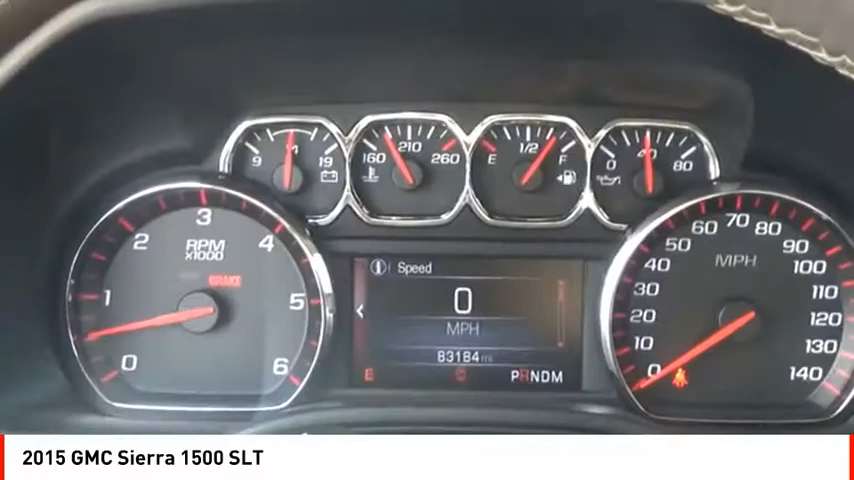 9 14 19
160 210 260
E 1/2 F
0 40 80
0 1 2 3 4 5 6
RPM
X1000
BRAKE
Speed
0
MPH
83184 mi
E
PRNDM
0 10 20 30 40 50 60 70 80 90 100 110 120 130 140
MPH
2015 GMC Sierra 1500 SLT